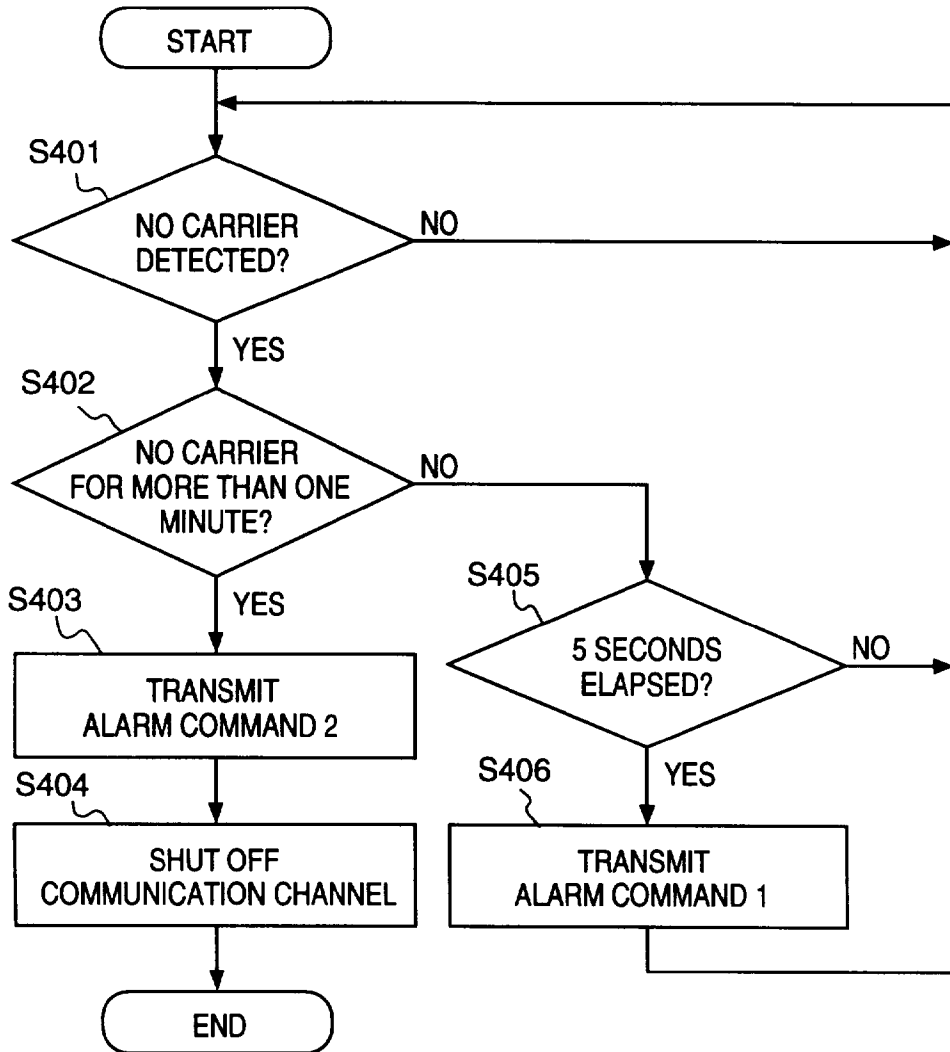 START
S401
NO CARRIER
DETECTED?
NO
YES
S402
NO CARRIER
FOR MORE THAN ONE
MINUTE?
NO
YES
S403
TRANSMIT
ALARM COMMAND 2
S404
SHUT OFF
COMMUNICATION CHANNEL
END
S405
5 SECONDS
ELAPSED?
NO
YES
S406
TRANSMIT
ALARM COMMAND 1